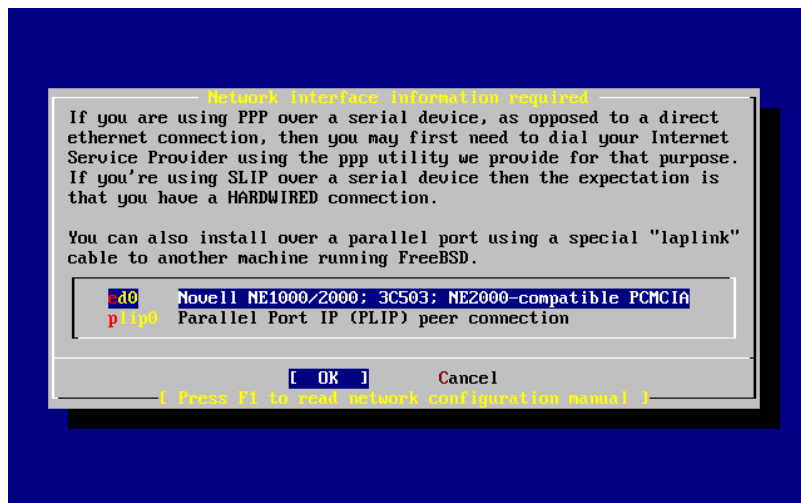 Network interface information required
If you are using PPP over a serial device, as opposed to a direct
ethernet connection, then you may first need to dial your Internet
Service Provider using the ppp utility we provide for that purpose.
If you're using SLIP over a serial device then the expectation is
that you have a HARDWIRED connection.
You can also install over a parallel port using a special "laplink"
cable to another machine running FreeBSD.
ed0 Novell NE1000/2000; 3C503; NE2000-compatible PCMCIA
plip0 Parallel Port IP (PLIP) peer connection
[ OK ] Cancel
[ Press F1 to read network configuration manual ]